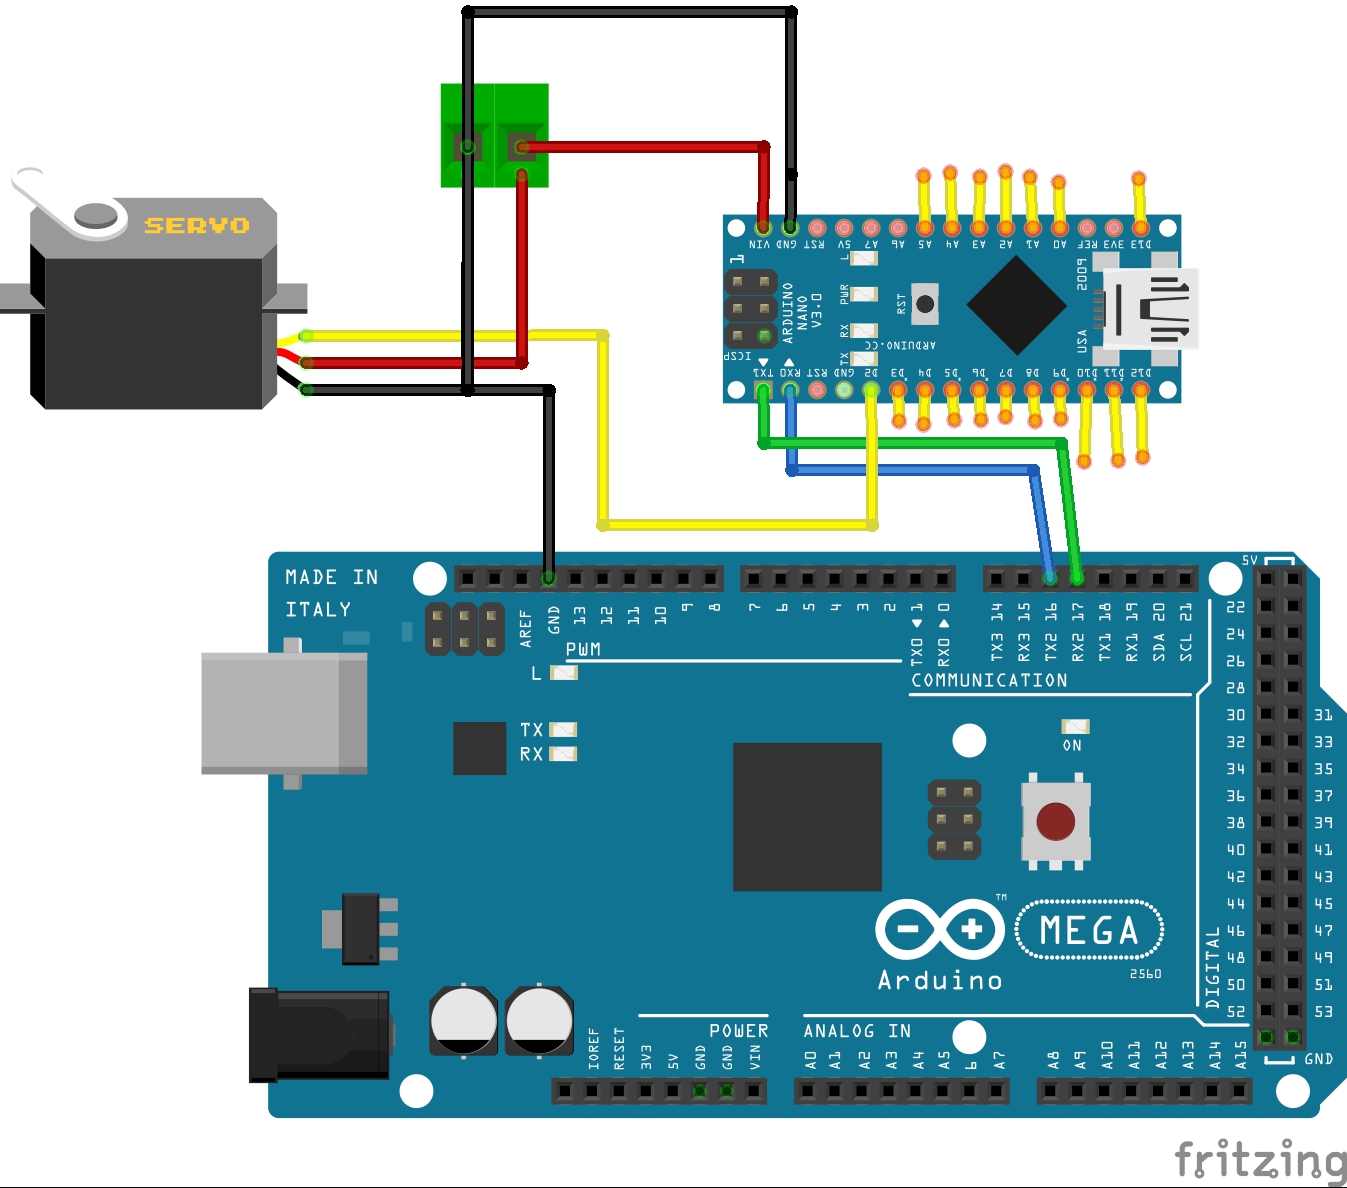 SERVO
VIN
GND
RST
5V
A7
A6
A5
A4
A3
A2
A1
A0
REF
3V3
D13
1
L
PWR
RX
TX
ARDUINO
NANO
V3.0
RST
ARDUINO.CC
USA
ICSP
TX1
RX0
RST
GND
D2
D3
D4
D5
D6
D7
D8
D9
D10
D11
D12
MADE IN
ITALY
AREF
GND
13
12
11
10
9
8
7
6
5
4
3
2
TX0 1
RX0 0
TX3 14
RX3 15
TX2 16
RX2 17
TX1 18
RX1 19
SDA 20
SCL 21
PWM
COMMUNICATION
L
TX
RX
ON
5V
22
24
26
28
30 31
32 33
34 35
36 37
38 39
40 41
42 43
44 45
46 47
48 49
50 51
52 53
GND
DIGITAL
TM
MEGA
Arduino
2560
POWER
ANALOG IN
IOREF
RESET
3V3
5V
GND
GND
VIN
A0
A1
A2
A3
A4
A5
6
A7
A8
A9
A10
A11
A12
A13
A14
A15
fritzing